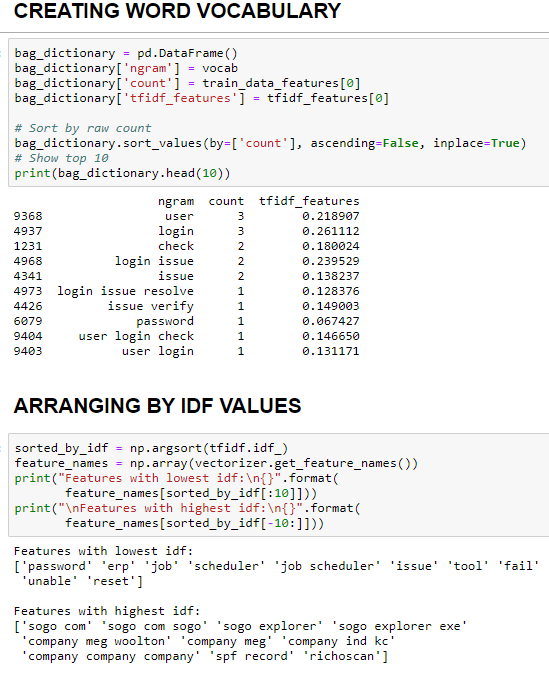 CREATING WORD VOCABULARY
bag_dictionary = pd.DataFrame()
bag_dictionary['ngram'] = vocab
bag_dictionary['count'] = train_data_features[0]
bag_dictionary['tfidf_features'] = tfidf_features[0]
# Sort by raw count
bag_dictionary.sort_values(by=['count'], ascending=False, inplace=True)
# Show top 10
print(bag_dictionary.head(10))
ngram count tfidf_features
9368 user 3 0.218907
4937 login 3 0.261112
1231 check 2 0.180024
4968 login issue 2 0.239529
4341 issue 2 0.138237
4973 login issue resolve 1 0.128376
4426 issue verify 1 0.149003
6079 password 1 0.067427
9404 user login check 1 0.146650
9403 user login 1 0.131171
ARRANGING BY IDF VALUES
sorted_by_idf = np.argsort(tfidf.idf_)
feature_names = np.array(vectorizer.get_feature_names())
print("Features with lowest idf:\n{}".format(
feature_names[sorted_by_idf[:10]]))
print("\nFeatures with highest idf:\n{}".format(
feature_names[sorted_by_idf[-10:]]))
Features with lowest idf:
['password' 'erp' 'job' 'scheduler' 'job scheduler' 'issue' 'tool' 'fail'
'unable' 'reset']
Features with highest idf:
['sogo com' 'sogo com sogo' 'sogo explorer' 'sogo explorer exe'
'company meg woolton' 'company meg' 'company ind kc'
'company company company' 'spf record' 'richoscan']